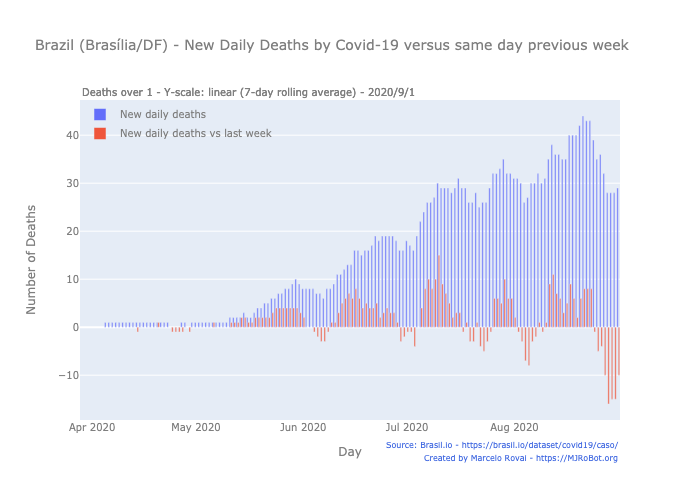 Brazil (Brasília/DF) - New Daily Deaths by Covid-19 versus same day previous week
Deaths over 1 - Y-scale: linear (7-day rolling average) - 2020/9/1
New daily deaths
New daily deaths vs last week
40
30
20
10
0
−10
Number of Deaths
Apr 2020
May 2020
Jun 2020
Jul 2020
Aug 2020
Day
Source: Brasil.io - https://brasil.io/dataset/covid19/caso/
Created by Marcelo Rovai - https://MJRoBot.org